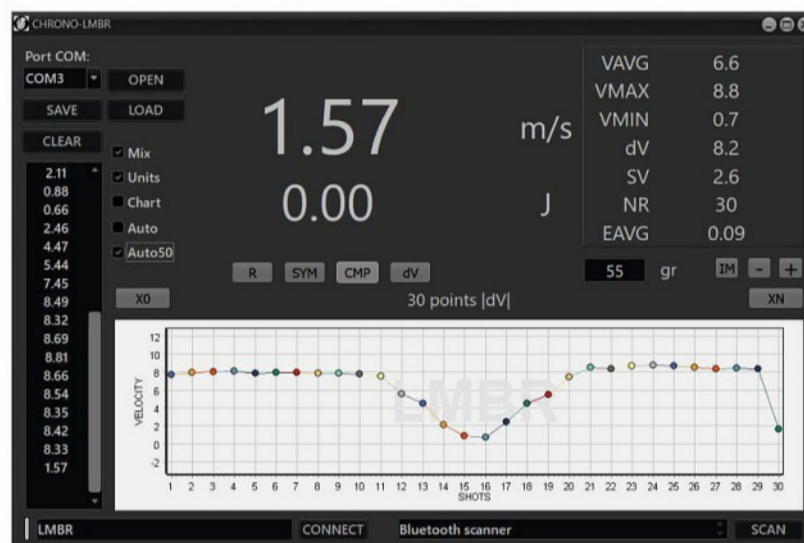 CHRONO-LMBR
Port COM:
COM3
OPEN
SAVE
LOAD
CLEAR
Mix
Units
Chart
Auto
Auto50
2.11
0.88
0.66
2.46
4.47
5.44
7.45
8.49
8.32
8.69
8.81
8.66
8.54
8.35
8.42
8.33
1.57
1.57 m/s
0.00 J
VAVG 6.6
VMAX 8.8
VMIN 0.7
dV 8.2
SV 2.6
NR 30
EAVG 0.09
R SYM CMP dV
55 gr IM - +
X0 30 points |dV| XN
LMBR
VELOCITY
12
10
8
6
4
2
0
-2
1 2 3 4 5 6 7 8 9 10 11 12 13 14 15 16 17 18 19 20 21 22 23 24 25 26 27 28 29 30
SHOTS
LMBR CONNECT Bluetooth scanner SCAN